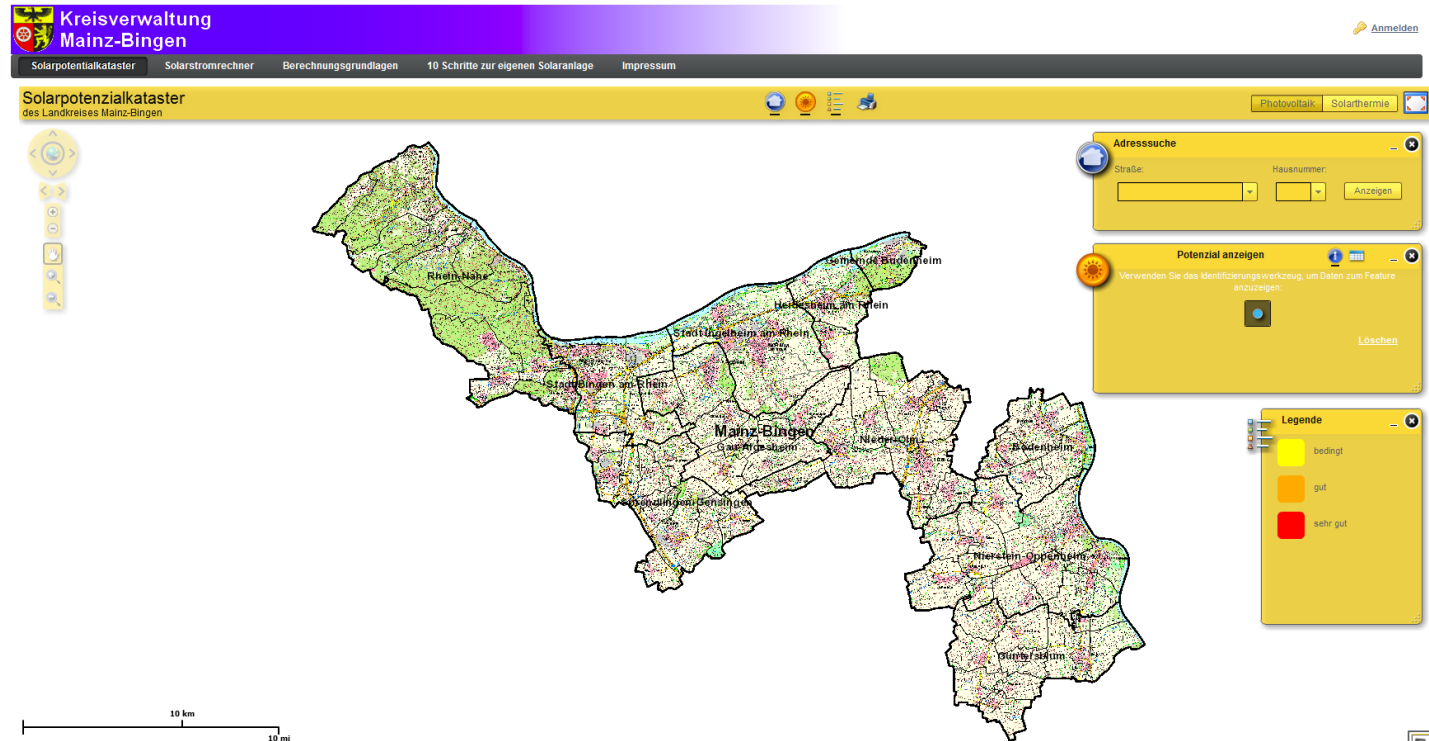 Kreisverwaltung
Mainz-Bingen
Anmelden
Solarpotentialkataster Solarstromrechner Berechnungsgrundlagen 10 Schritte zur eigenen Solaranlage Impressum
Solarpotenzialkataster
des Landkreises Mainz-Bingen
Photovoltaik Solarthermie
Adresssuche
Straße: Hausnummer:
Anzeigen
Potenzial anzeigen
Verwenden Sie das Identifizierungswerkzeug, um Daten zum Feature
anzuzeigen:
Löschen
Legende
bedingt
gut
sehr gut
Rhein-Nahe
Gemeinde Budenheim
Heidesheim am Rhein
Stadt Ingelheim am Rhein
Stadt Bingen am Rhein
Mainz-Bingen
Gau-Algesheim
Nieder-Olm
Bodenheim
Sprendlingen-Gensingen
Nierstein-Oppenheim
Guntersblum
10 km
10 mi